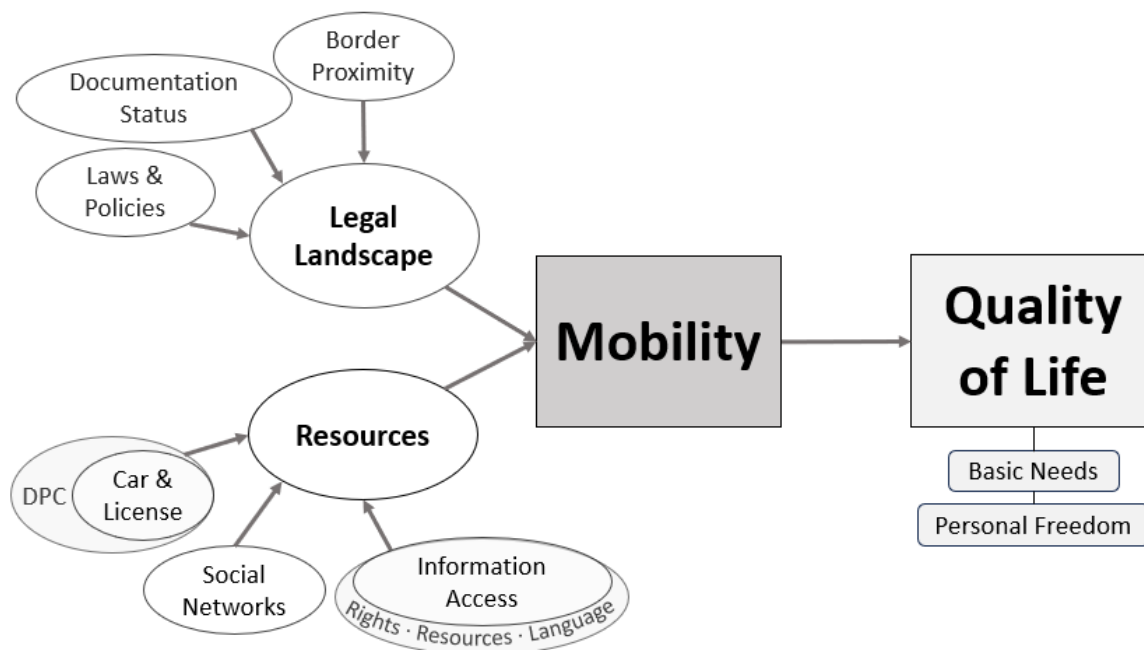 Border
Proximity
Documentation
Status
Laws &
Policies
Legal
Landscape
Mobility
Quality
of Life
Basic Needs
Personal Freedom
Resources
DPC
Car &
License
Social
Networks
Information
Access
Rights · Resources · Language